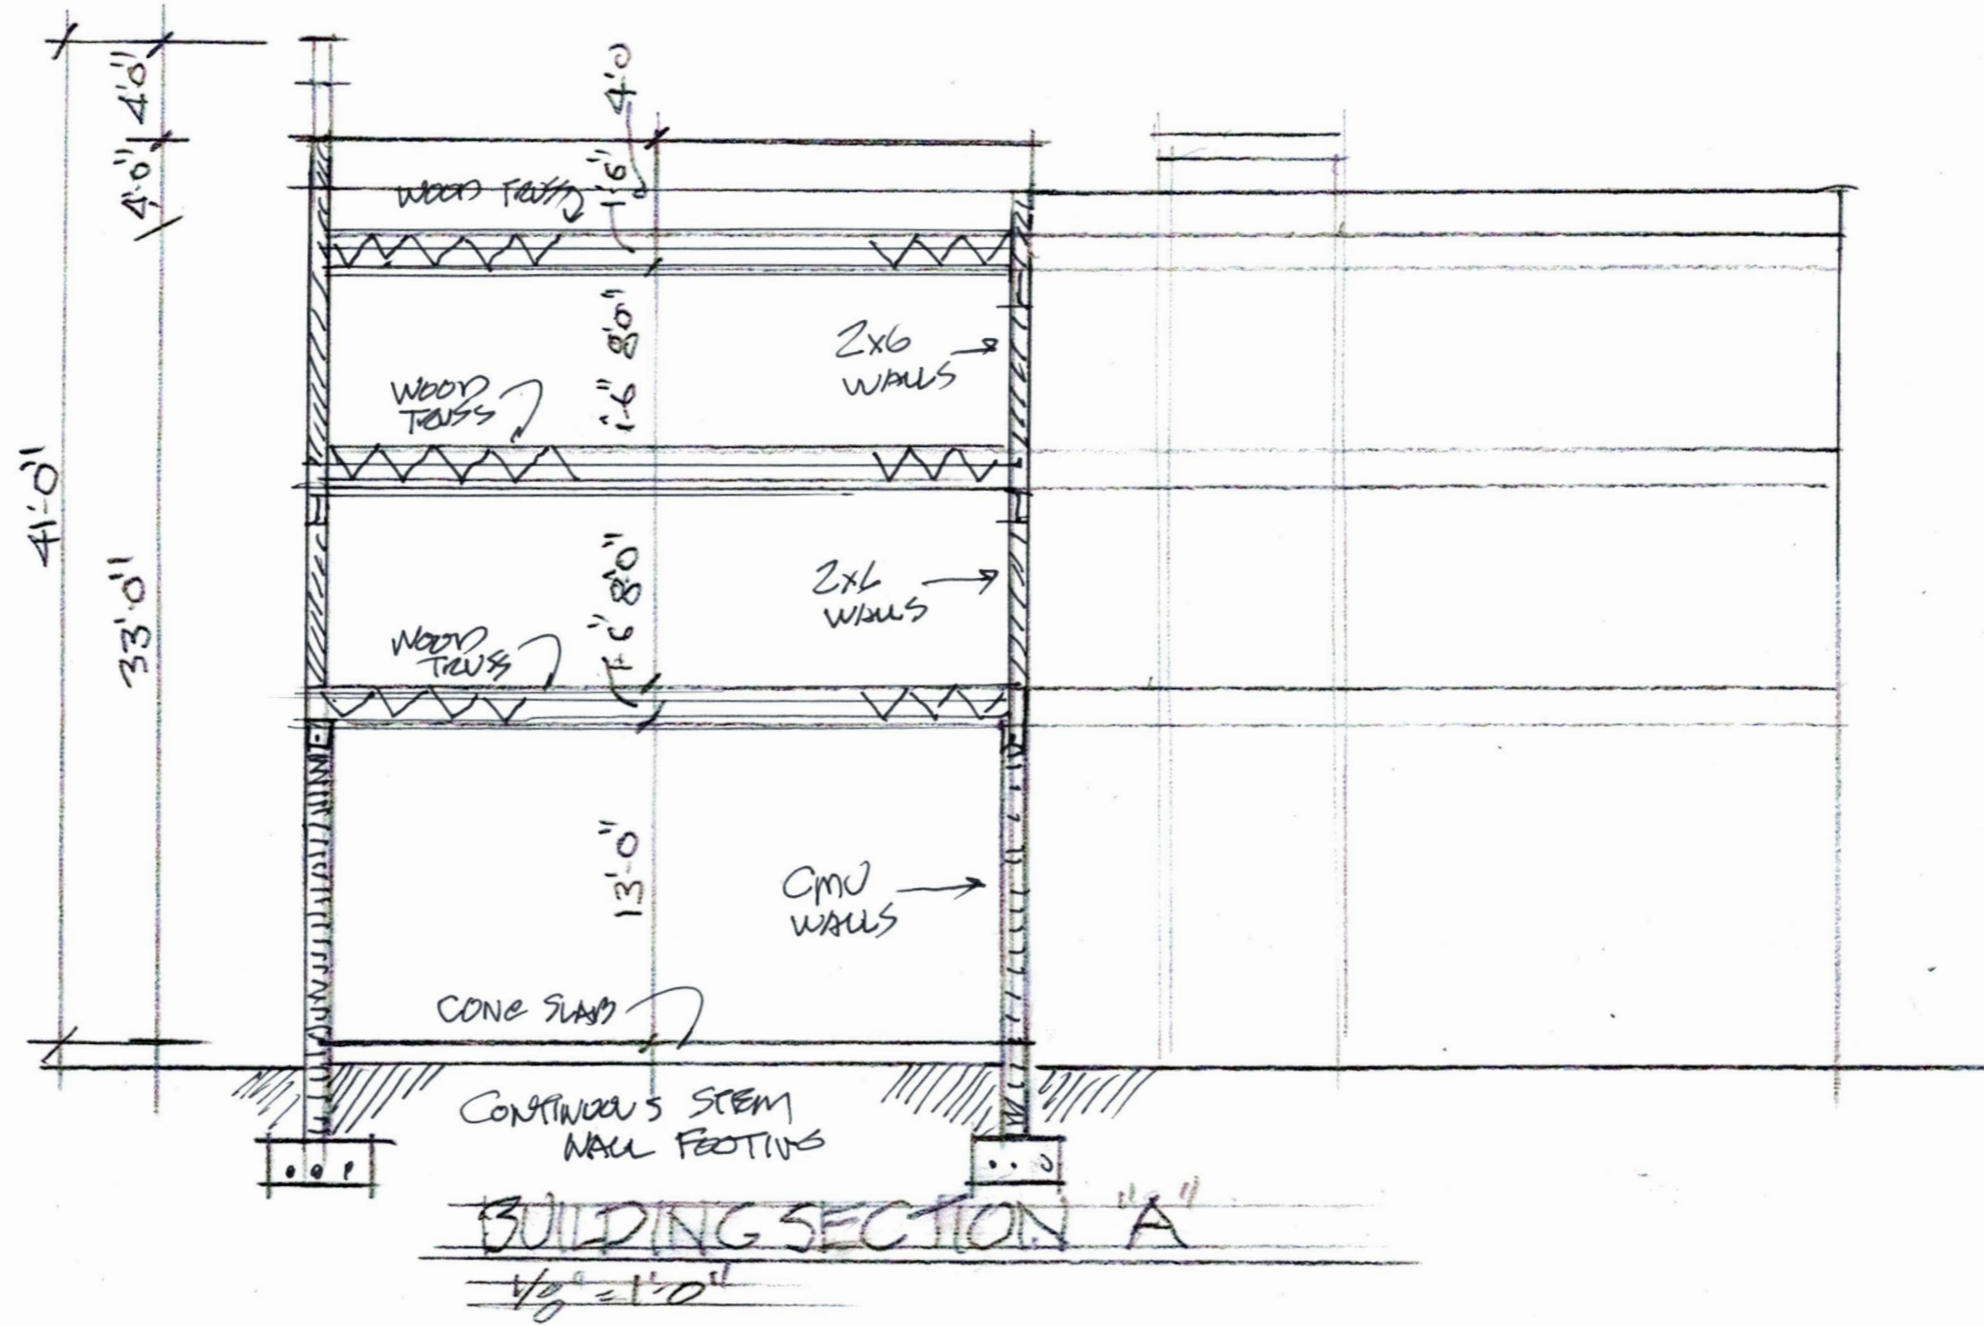 4'-0"
4'-0"
4'-0
WOOD TRUSS
1'-6"
8'-0"
2x6
WALLS
WOOD
TRUSS
1'-6"
41'-0"
33'-0"
8'-0"
2x6
WALLS
WOOD
TRUSS
1'-6"
13'-0"
CMU
WALLS
CONC SLAB
CONTINUOUS STEM
WALL FOOTING
BUILDING SECTION "A"
1/8" = 1'-0"